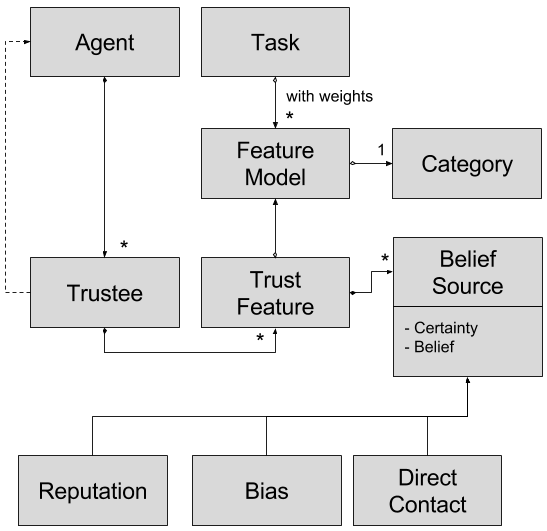 Agent
Task
with weights
*
Feature
Model
1
Category
*
Trustee
Trust
Feature
*
Belief
Source
- Certainty
- Belief
*
Reputation
Bias
Direct
Contact